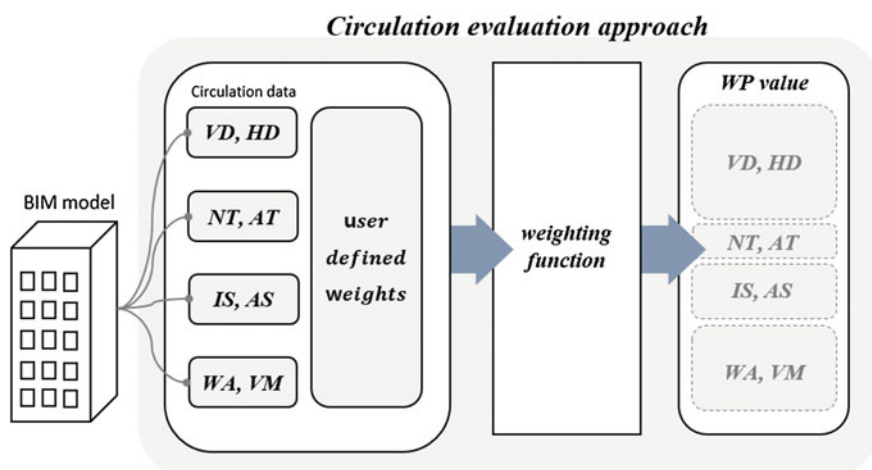 Circulation evaluation approach
BIM model
Circulation data
VD, HD
NT, AT
IS, AS
WA, VM
user
defined
weights
weighting
function
WP value
VD, HD
NT, AT
IS, AS
WA, VM